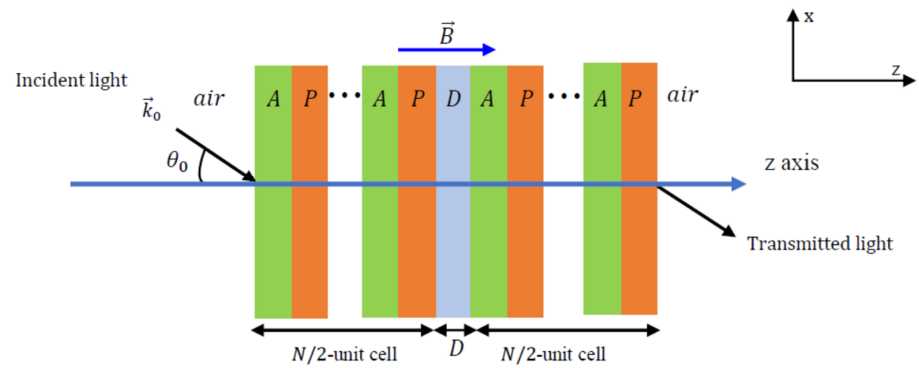 B⃗
x
z
Incident light
air
A P ••• A P D A P ••• A P
air
k⃗₀
θ₀
z axis
Transmitted light
N/2-unit cell
D
N/2-unit cell